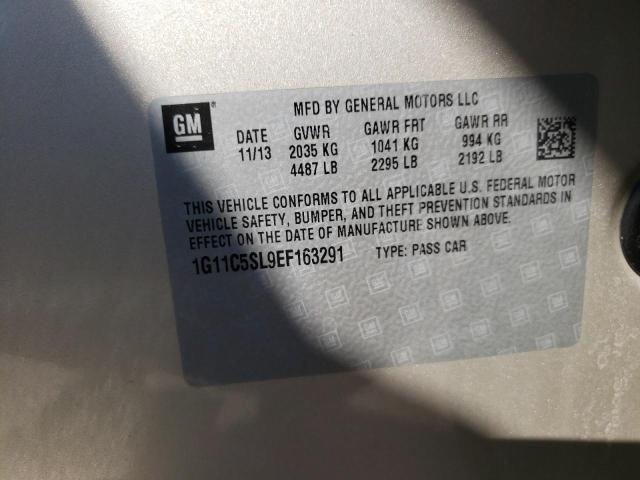 GM
MFD BY GENERAL MOTORS LLC
DATE GVWR GAWR FRT GAWR RR
11/13 2035 KG 1041 KG 994 KG
4487 LB 2295 LB 2192 LB
THIS VEHICLE CONFORMS TO ALL APPLICABLE U.S. FEDERAL MOTOR
VEHICLE SAFETY, BUMPER, AND THEFT PREVENTION STANDARDS IN
EFFECT ON THE DATE OF MANUFACTURE SHOWN ABOVE.
1G11C5SL9EF163291 TYPE: PASS CAR